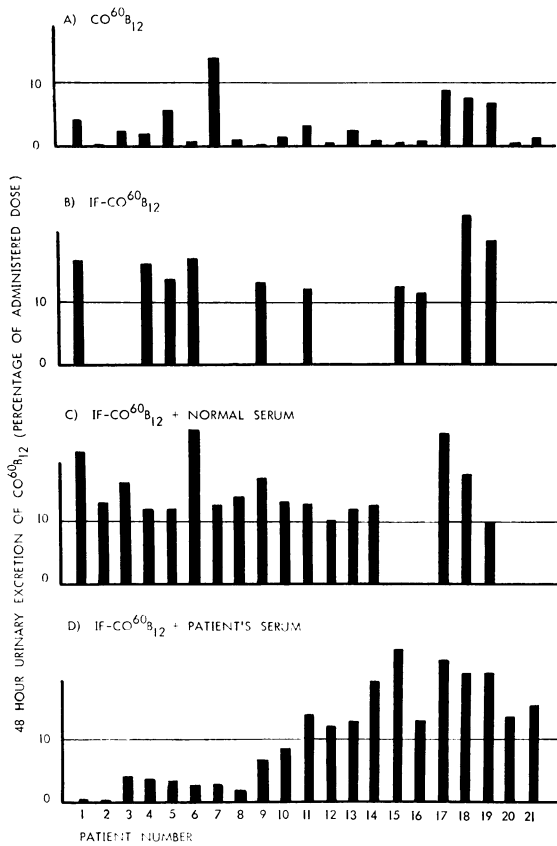 A) CO⁶⁰B₁₂
10
0
B) IF-CO⁶⁰B₁₂
10
0
C) IF-CO⁶⁰B₁₂ + NORMAL SERUM
10
0
D) IF-CO⁶⁰B₁₂ + PATIENT'S SERUM
10
0
1 2 3 4 5 6 7 8 9 10 11 12 13 14 15 16 17 18 19 20 21
PATIENT NUMBER
48 HOUR URINARY EXCRETION OF CO⁶⁰B₁₂ (PERCENTAGE OF ADMINISTERED DOSE)